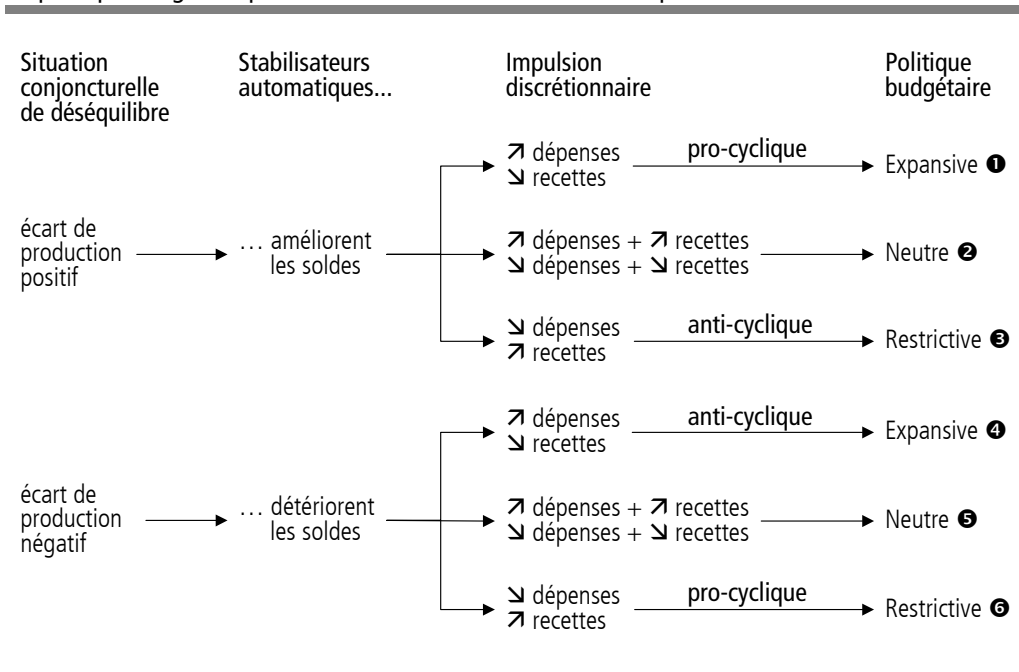 Situation
conjoncturelle
de déséquilibre
Stabilisateurs
automatiques...
Impulsion
discrétionnaire
Politique
budgétaire
écart de
production
positif
... améliorent
les soldes
↗ dépenses
↘ recettes
pro-cyclique
Expansive ❶
↗ dépenses + ↗ recettes
↘ dépenses + ↘ recettes
Neutre ❷
↘ dépenses
↗ recettes
anti-cyclique
Restrictive ❸
écart de
production
négatif
... détériorent
les soldes
↗ dépenses
↘ recettes
anti-cyclique
Expansive ❹
↗ dépenses + ↗ recettes
↘ dépenses + ↘ recettes
Neutre ❺
↘ dépenses
↗ recettes
pro-cyclique
Restrictive ❻